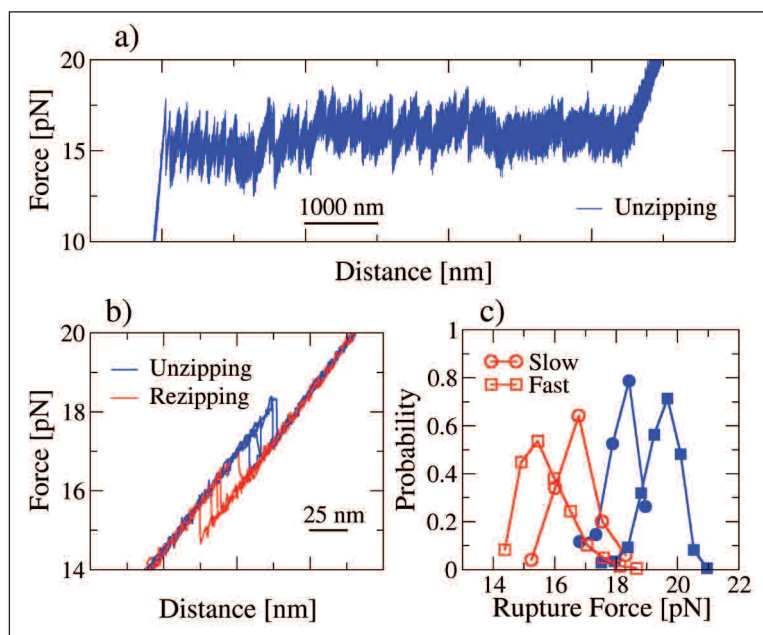 a)
20
15
10
Force [pN]
1000 nm
Unzipping
Distance [nm]
b)
20
18
16
14
Force [pN]
Unzipping
Rezipping
25 nm
Distance [nm]
c)
1
0.8
0.6
0.4
0.2
0
Probability
Slow
Fast
14 16 18 20 22
Rupture Force [pN]